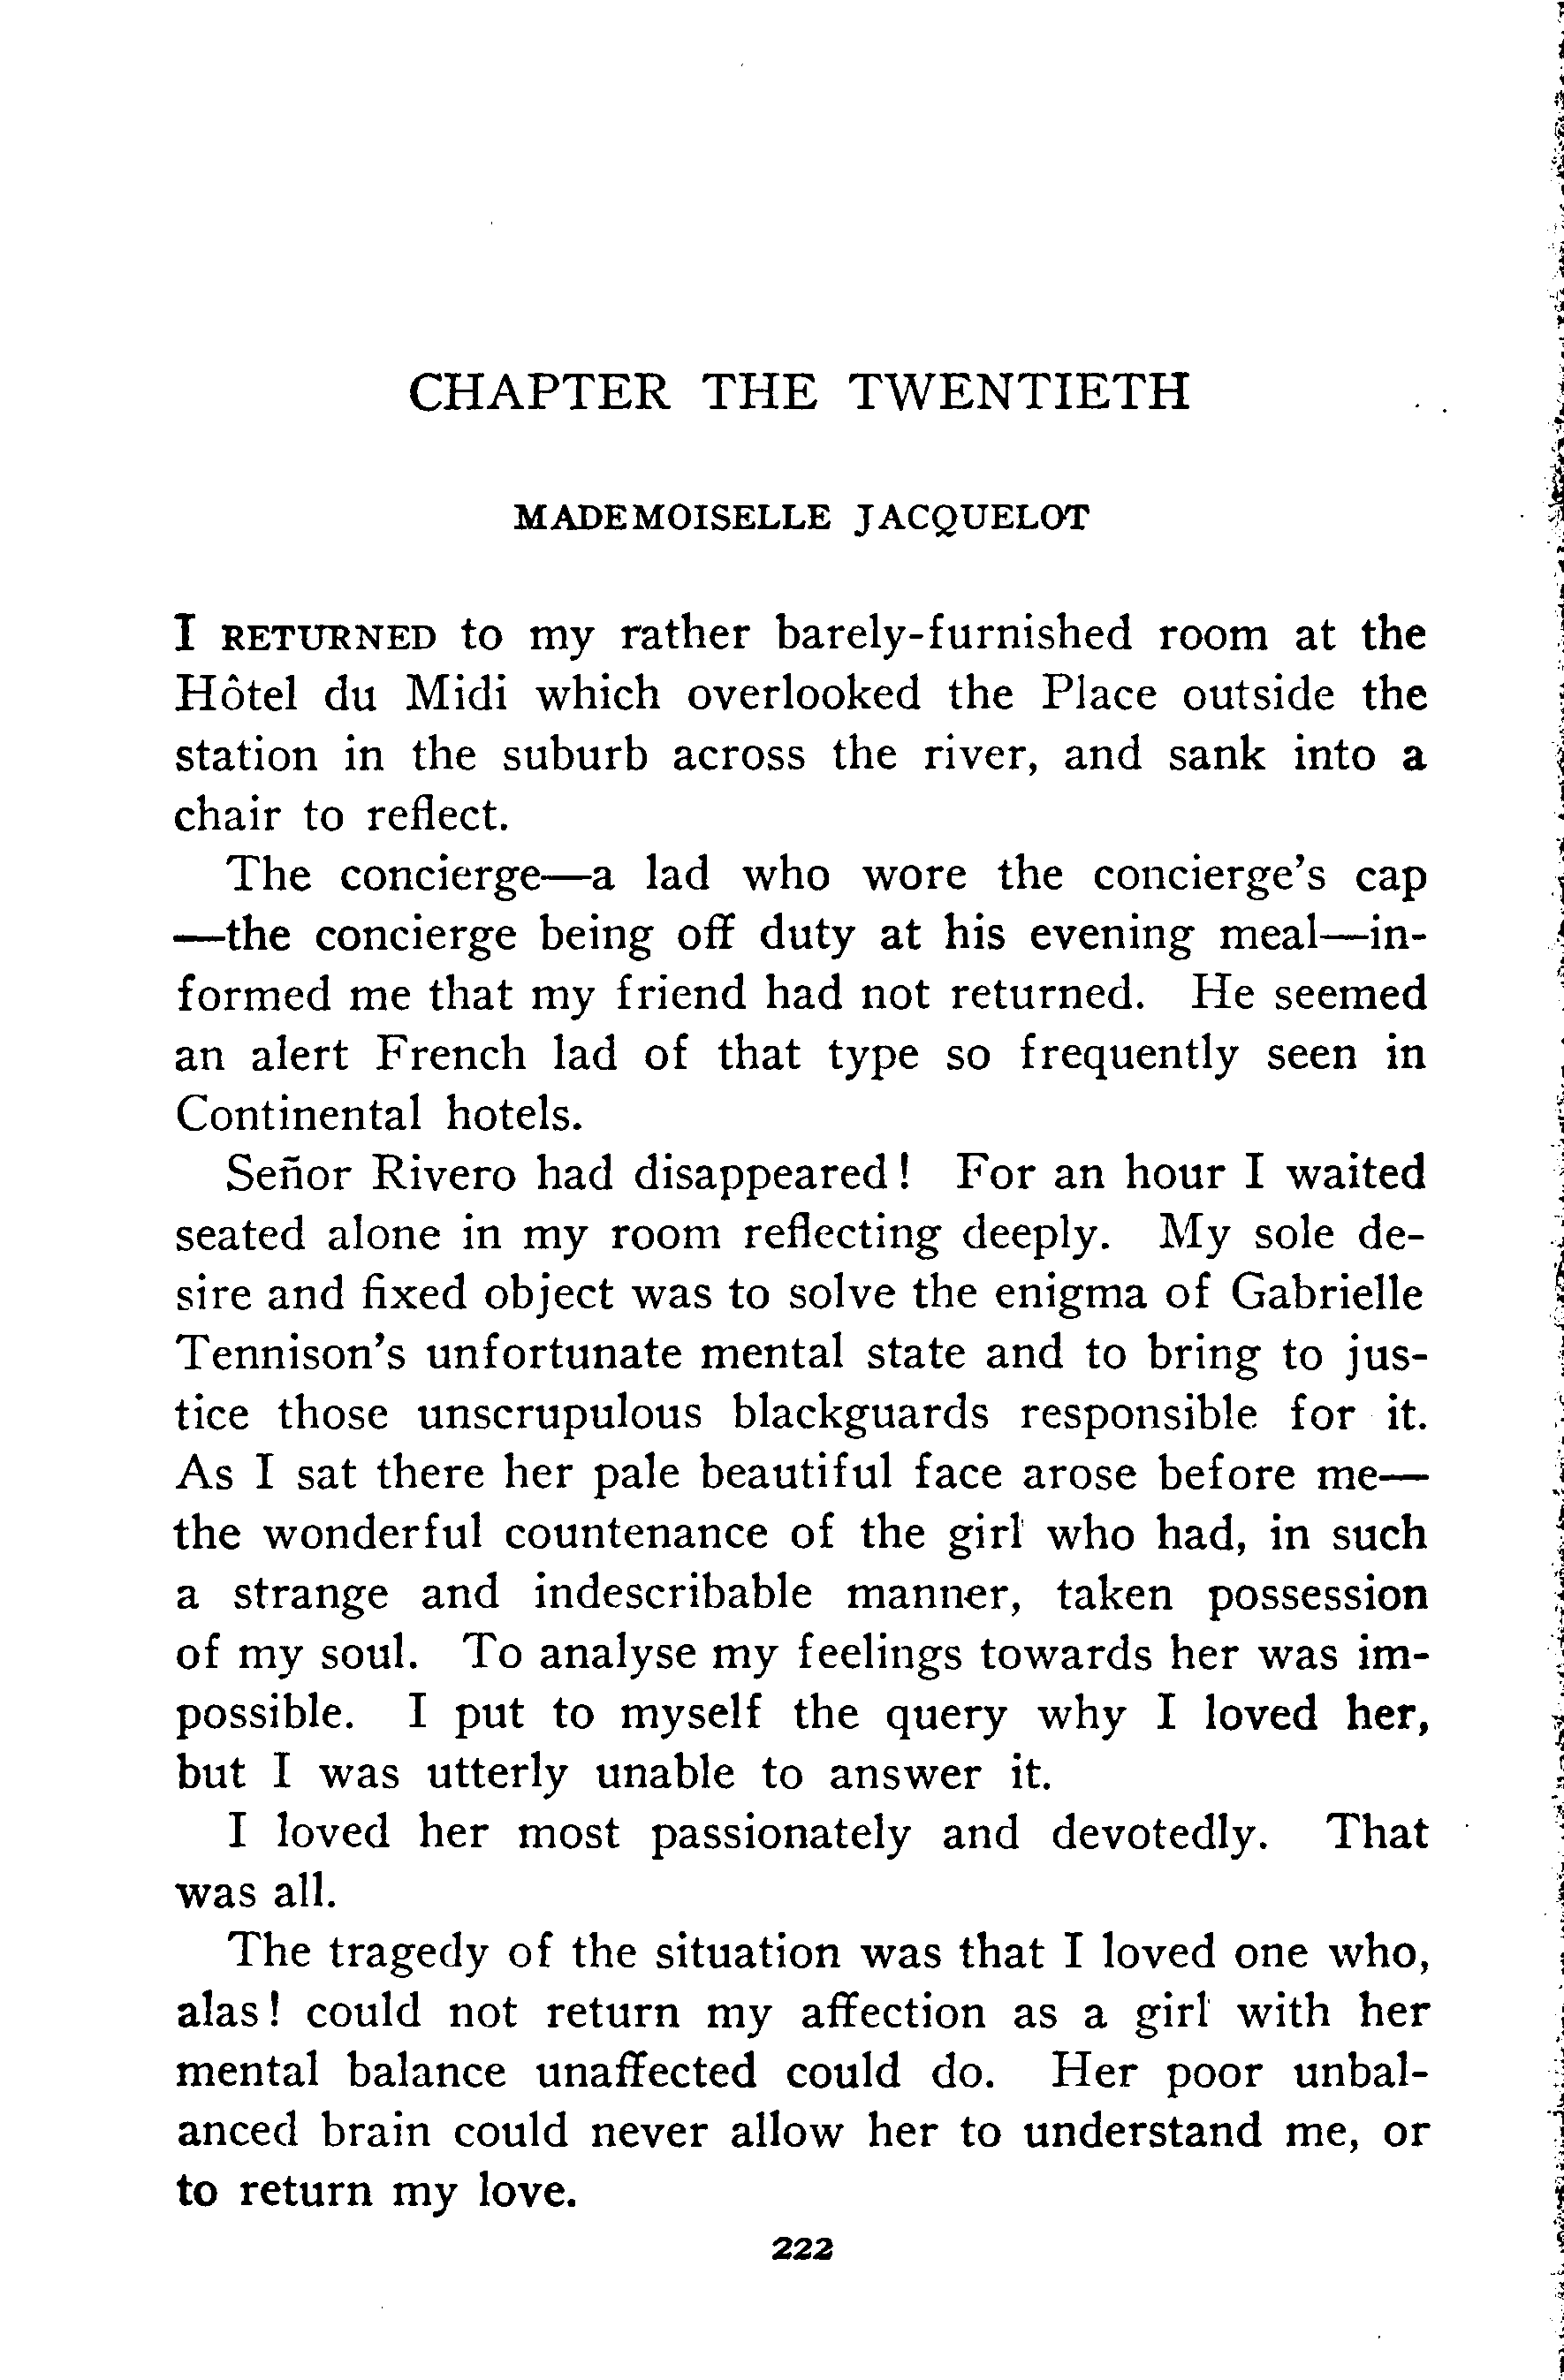 CHAPTER THE TWENTIETH
MADEMOISELLE JACQUELOT
I RETURNED to my rather barely-furnished room at the
Hôtel du Midi which overlooked the Place outside the
station in the suburb across the river, and sank into a
chair to reflect.
The concierge—a lad who wore the concierge's cap
—the concierge being off duty at his evening meal—in-
formed me that my friend had not returned. He seemed
an alert French lad of that type so frequently seen in
Continental hotels.
Señor Rivero had disappeared! For an hour I waited
seated alone in my room reflecting deeply. My sole de-
sire and fixed object was to solve the enigma of Gabrielle
Tennison's unfortunate mental state and to bring to jus-
tice those unscrupulous blackguards responsible for it.
As I sat there her pale beautiful face arose before me—
the wonderful countenance of the girl who had, in such
a strange and indescribable manner, taken possession
of my soul. To analyse my feelings towards her was im-
possible. I put to myself the query why I loved her,
but I was utterly unable to answer it.
I loved her most passionately and devotedly. That
was all.
The tragedy of the situation was that I loved one who,
alas! could not return my affection as a girl with her
mental balance unaffected could do. Her poor unbal-
anced brain could never allow her to understand me, or
to return my love.
222